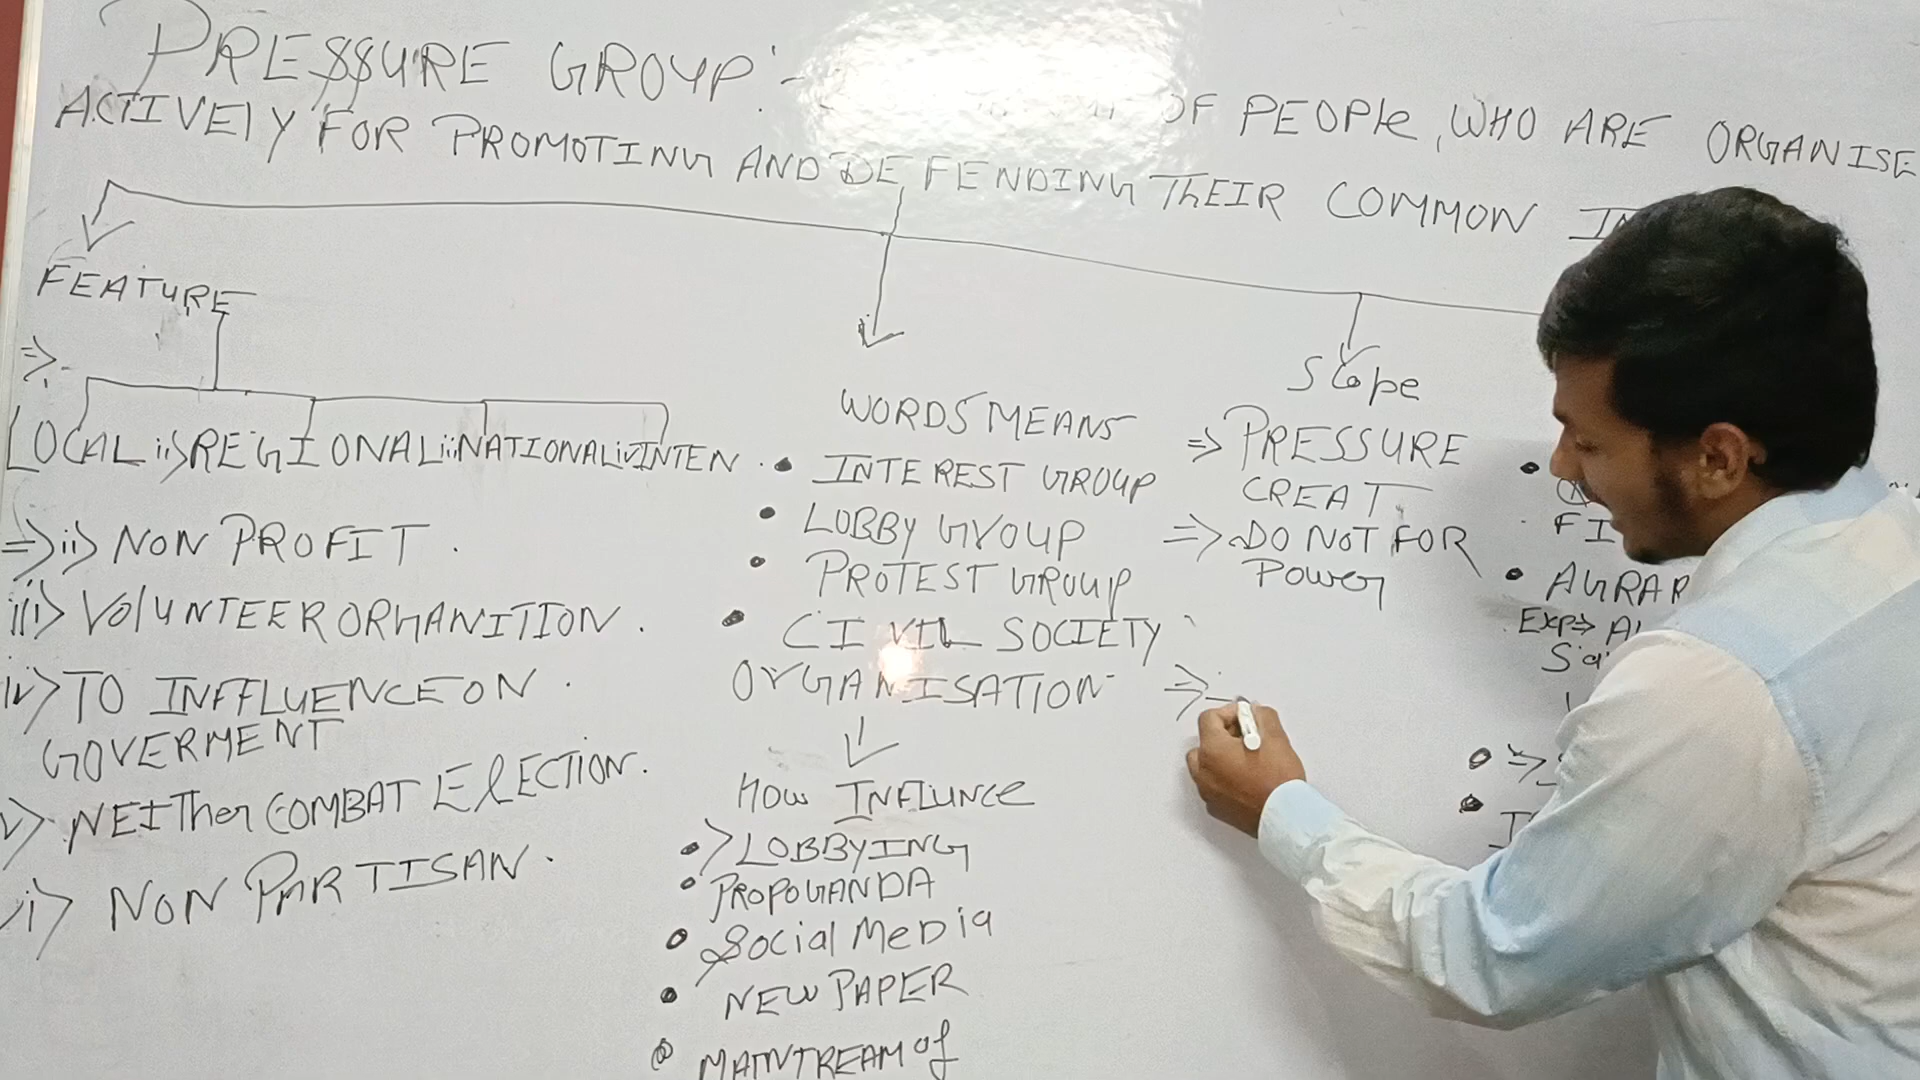 PRESSURE GROUP:-
OF PEOPLE, WHO ARE ORGANISE
ACTIVELY FOR PROMOTING AND DEFENDING THEIR COMMON
FEATURE
⇒
LOCAL ii) REGIONAL iii NATIONAL iv INTEN.
⇒ii) NON PROFIT.
iii) VOLUNTEER ORGANITION.
iv) TO INFFLUENCE ON.
GOVERMENT
v) NEITHER COMBAT ELECTION.
vi) NON PARTISAN.
WORDS MEANS
• INTEREST GROUP
• LOBBY GROUP
• PROTEST GROUP
• CIVIL SOCIETY
ORGANISATION
HOW INFLUNCE
• > LOBBYING
• PROPOGANDA
• Social Media
• NEW PAPER
• MAINTREAM of
Scope
⇒ PRESSURE
CREAT
⇒ DO NOT FOR
Power
⇒
• FI
• AGRAR
Exp⇒
• ⇒
•